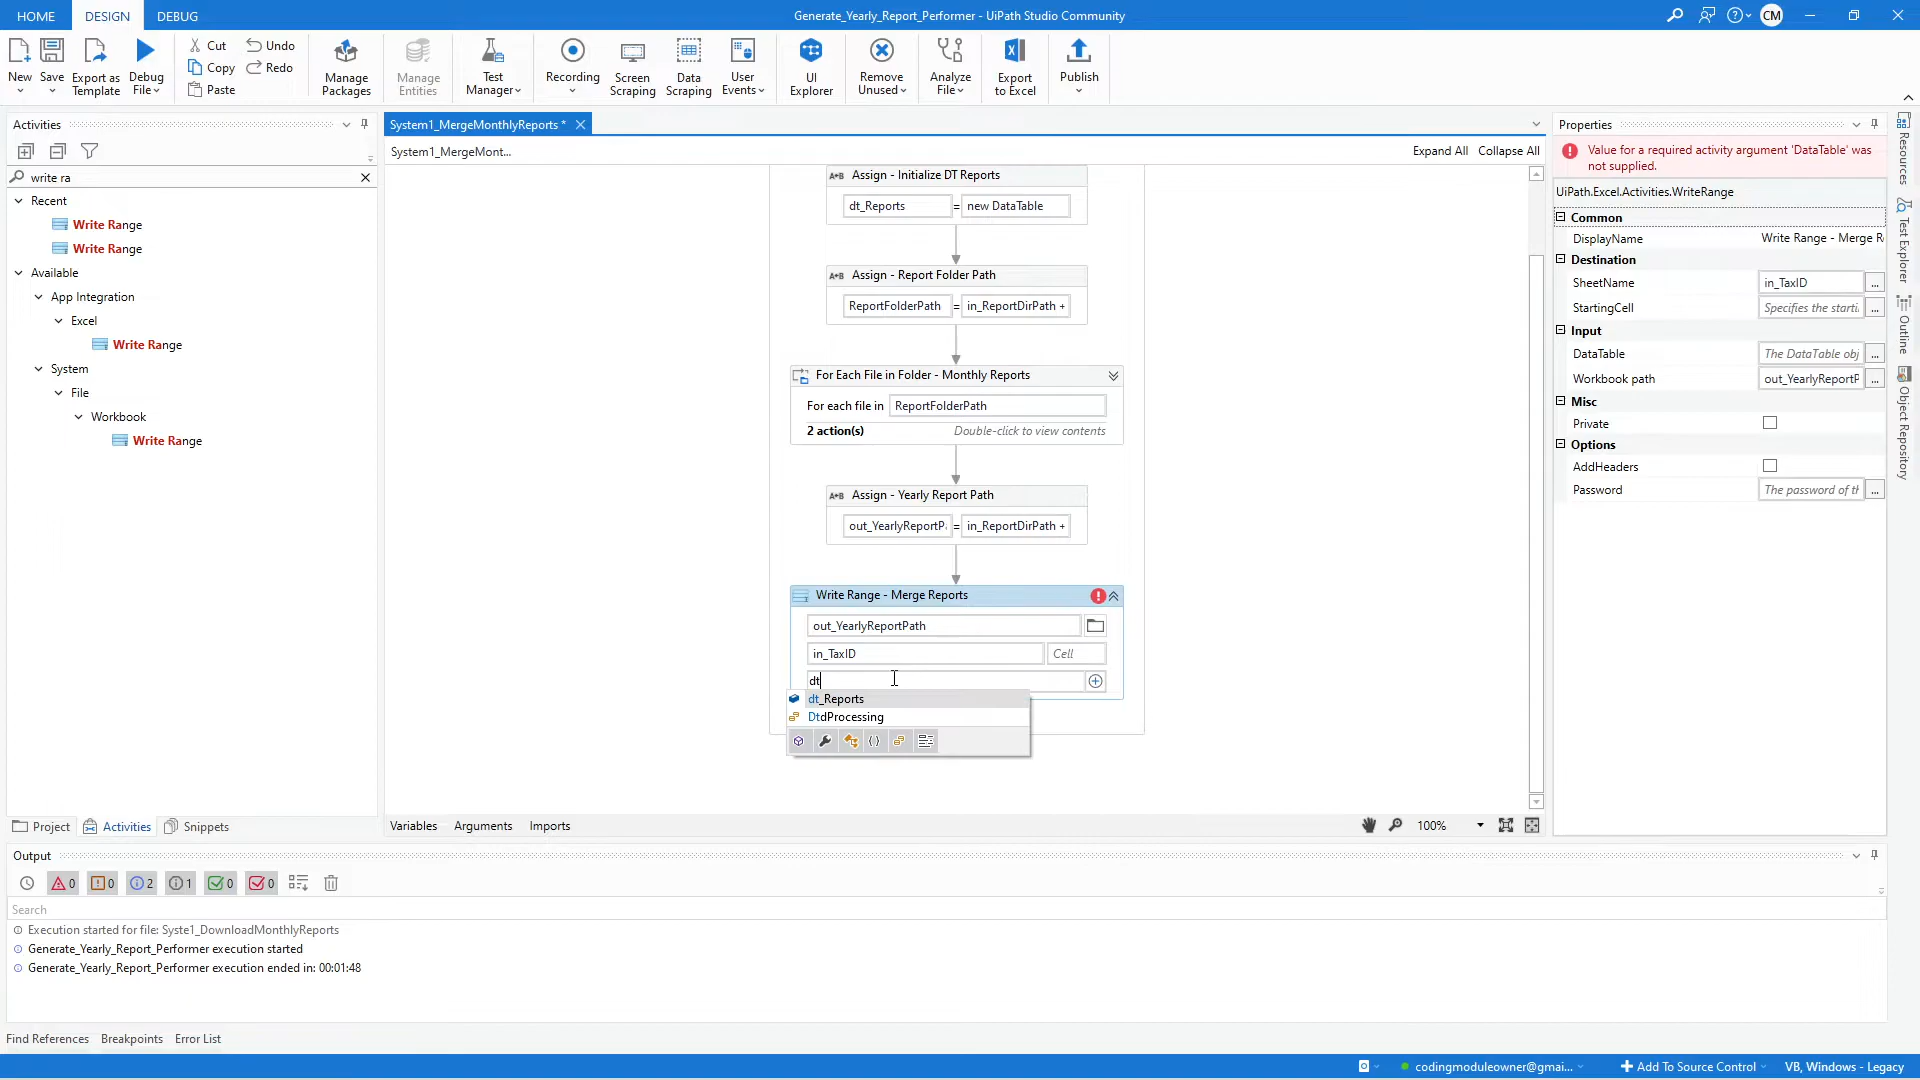 HOME
DESIGN
DEBUG
Generate_Yearly_Report_Performer - UiPath Studio Community
CM
New
Save
Export as Template
Debug File
Cut
Copy
Paste
Undo
Redo
Manage Packages
Manage Entities
Test Manager
Recording
Screen Scraping
Data Scraping
User Events
UI Explorer
Remove Unused
Analyze File
Export to Excel
Publish
Activities
write ra
Recent
Write Range
Write Range
Available
App Integration
Excel
Write Range
System
File
Workbook
Write Range
Project
Activities
Snippets
System1_MergeMonthlyReports *
System1_MergeMont...
Expand All
Collapse All
A+B Assign - Initialize DT Reports
dt_Reports = new DataTable
A+B Assign - Report Folder Path
ReportFolderPath = in_ReportDirPath +
For Each File in Folder - Monthly Reports
For each file in ReportFolderPath
2 action(s) Double-click to view contents
A+B Assign - Yearly Report Path
out_YearlyReportP = in_ReportDirPath +
Write Range - Merge Reports
out_YearlyReportPath
in_TaxID
Cell
dt
dt_Reports
DtdProcessing
Variables
Arguments
Imports
100%
Properties
Value for a required activity argument 'DataTable' was
not supplied.
UiPath.Excel.Activities.WriteRange
Common
DisplayName Write Range - Merge R
Destination
SheetName in_TaxID ...
StartingCell Specifies the starti ...
Input
DataTable The DataTable obj ...
Workbook path out_YearlyReportP ...
Misc
Private
Options
AddHeaders
Password The password of th ...
Resources
Test Explorer
Outline
Object Repository
Output
0
0
2
1
0
0
Search
Execution started for file: Syste1_DownloadMonthlyReports
Generate_Yearly_Report_Performer execution started
Generate_Yearly_Report_Performer execution ended in: 00:01:48
Find References
Breakpoints
Error List
codingmoduleowner@gmai...
Add To Source Control
VB, Windows - Legacy